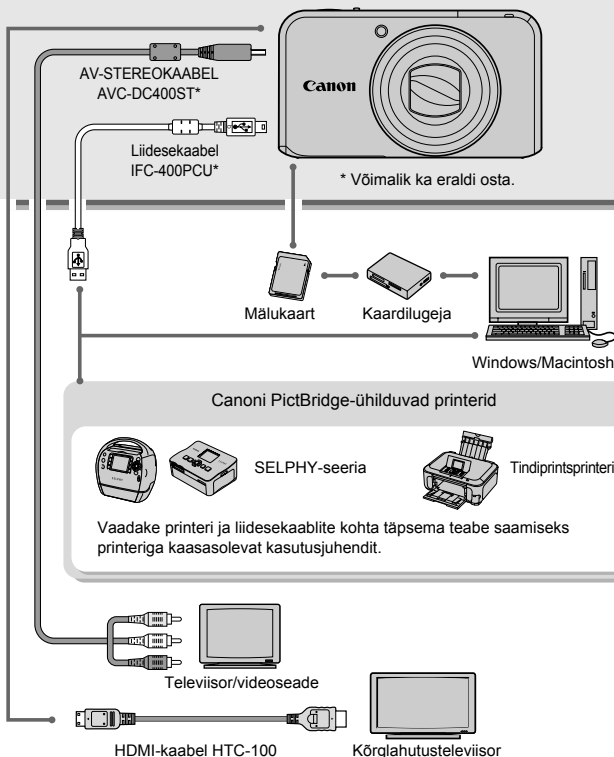 AV-STEREOKAABEL
AVC-DC400ST*
Canon
Liidesekaabel
IFC-400PCU*
* Võimalik ka eraldi osta.
Mälukaart
Kaardilugeja
Windows/Macintosh
Canoni PictBridge-ühilduvad printerid
SELPHY-seeria
Tindiprintsprinteri
Vaadake printeri ja liidesekaablite kohta täpsema teabe saamiseks
printeriga kaasasolevat kasutusjuhendit.
Televiisor/videoseade
HDMI-kaabel HTC-100
Kõrglahutusteleviisor